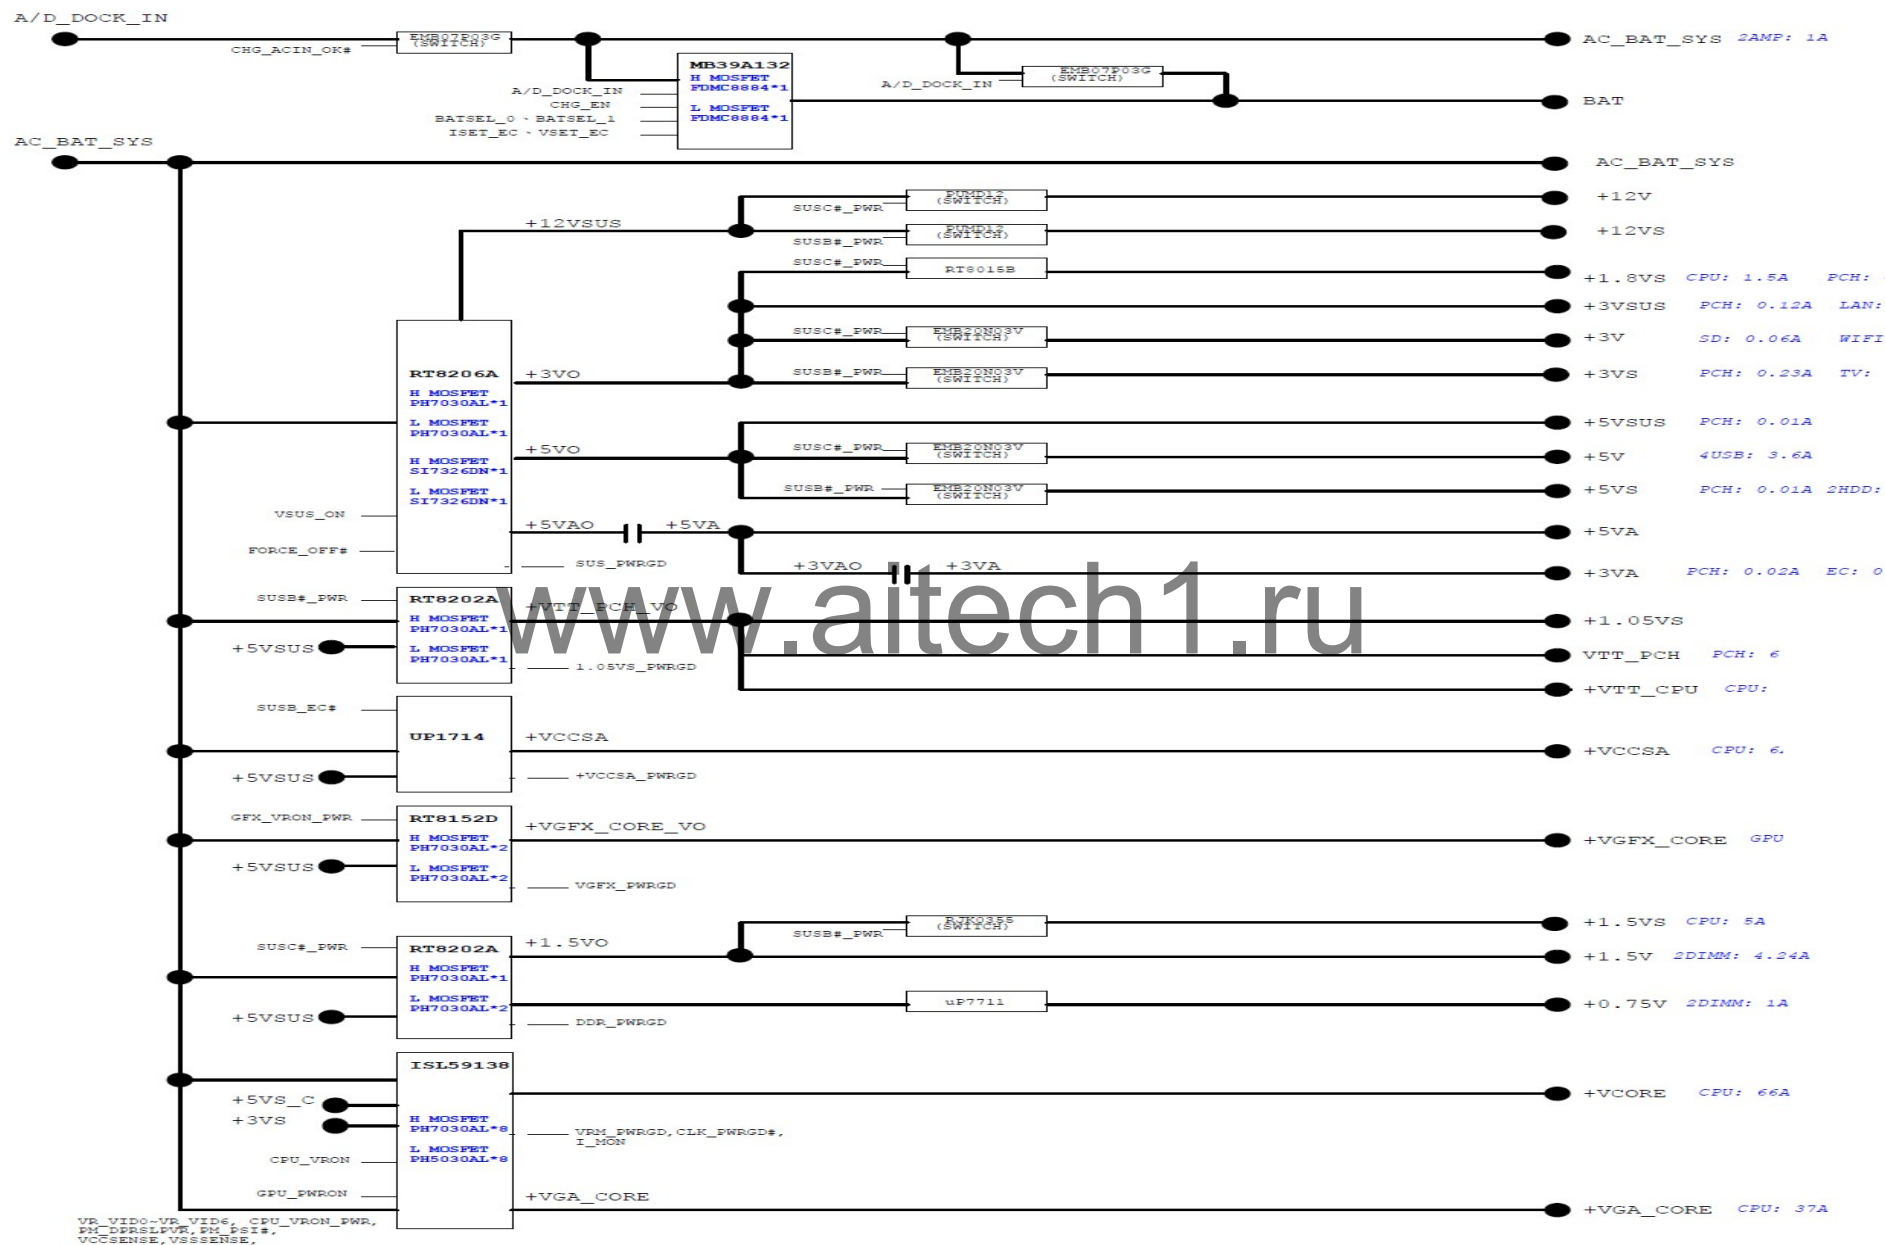 A/D_DOCK_IN
CHG_ACIN_OK#
EMB07P03G
(SWITCH)
AC_BAT_SYS 2AMP: 1A
MB39A132
H MOSFET
FDMC8884*1
L MOSFET
FDMC8884*1
A/D_DOCK_IN
CHG_EN
BATSEL_0、BATSEL_1
ISET_EC、VSET_EC
A/D_DOCK_IN
EMB07P03G
(SWITCH)
BAT
AC_BAT_SYS
AC_BAT_SYS
SUSC#_PWR
PUMD12
(SWITCH)
+12V
+12VSUS
SUSB#_PWR
PUMD12
(SWITCH)
+12VS
SUSC#_PWR
RT8015B
+1.8VS CPU: 1.5A PCH:
+3VSUS PCH: 0.12A LAN:
SUSC#_PWR
EMB20N03V
(SWITCH)
+3V SD: 0.06A WIFI
RT8206A
H MOSFET
PH7030AL*1
L MOSFET
PH7030AL*1
H MOSFET
SI7326DN*1
L MOSFET
SI7326DN*1
+3VO
SUSB#_PWR
EMB20N03V
(SWITCH)
+3VS PCH: 0.23A TV:
+5VSUS PCH: 0.01A
+5VO
SUSC#_PWR
EMB20N03V
(SWITCH)
+5V 4USB: 3.6A
SUSB#_PWR
EMB20N03V
(SWITCH)
+5VS PCH: 0.01A 2HDD:
VSUS_ON
FORCE_OFF#
+5VAO +5VA
+5VA
SUS_PWRGD
+3VAO +3VA
+3VA PCH: 0.02A EC: 0
www.aitech1.ru
SUSB#_PWR
+5VSUS
RT8202A
H MOSFET
PH7030AL*1
L MOSFET
PH7030AL*1
+VTT_PCH_VO
1.05VS_PWRGD
+1.05VS
VTT_PCH PCH: 6
+VTT_CPU CPU:
SUSB_EC#
+5VSUS
UP1714
+VCCSA
+VCCSA_PWRGD
+VCCSA CPU: 6.
GFX_VRON_PWR
+5VSUS
RT8152D
H MOSFET
PH7030AL*2
L MOSFET
PH7030AL*2
+VGFX_CORE_VO
VGFX_PWRGD
+VGFX_CORE GPU
SUSC#_PWR
+5VSUS
RT8202A
H MOSFET
PH7030AL*1
L MOSFET
PH7030AL*2
+1.5VO
DDR_PWRGD
SUSB#_PWR
RJK0355
(SWITCH)
+1.5VS CPU: 5A
+1.5V 2DIMM: 4.24A
uP7711
+0.75V 2DIMM: 1A
+5VS_C
+3VS
CPU_VRON
GPU_PWRON
ISL59138
H MOSFET
PH7030AL*8
L MOSFET
PH5030AL*8
+VCORE CPU: 66A
VRM_PWRGD,CLK_PWRGD#,
I_MON
+VGA_CORE
+VGA_CORE CPU: 37A
VR_VID0~VR_VID6, CPU_VRON_PWR,
PM_DPRSLPVR,PM_PSI#,
VCCSENSE,VSSSENSE,